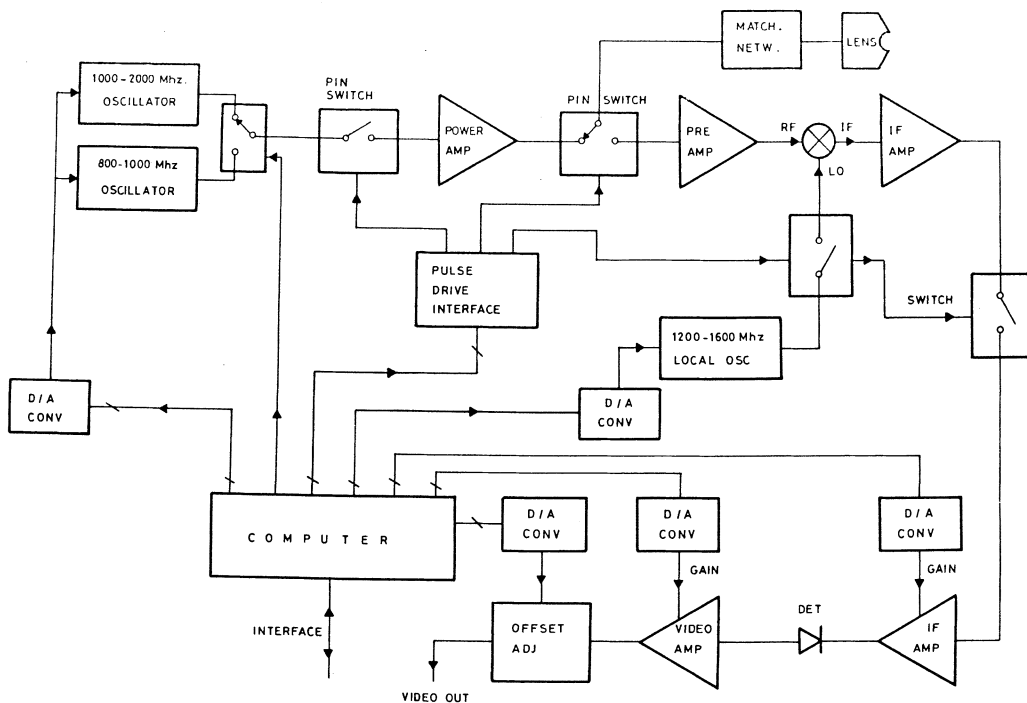 MATCH.
NETW.
LENS
1000-2000 Mhz.
OSCILLATOR
PIN
SWITCH
POWER
AMP
PIN SWITCH
PRE
AMP
RF
IF
LO
IF
AMP
800-1000 Mhz
OSCILLATOR
PULSE
DRIVE
INTERFACE
SWITCH
1200-1600 Mhz
LOCAL OSC
D/A
CONV
D/A
CONV
COMPUTER
D/A
CONV
D/A
CONV
D/A
CONV
GAIN
GAIN
INTERFACE
OFFSET
ADJ
VIDEO
AMP
DET
IF
AMP
VIDEO OUT